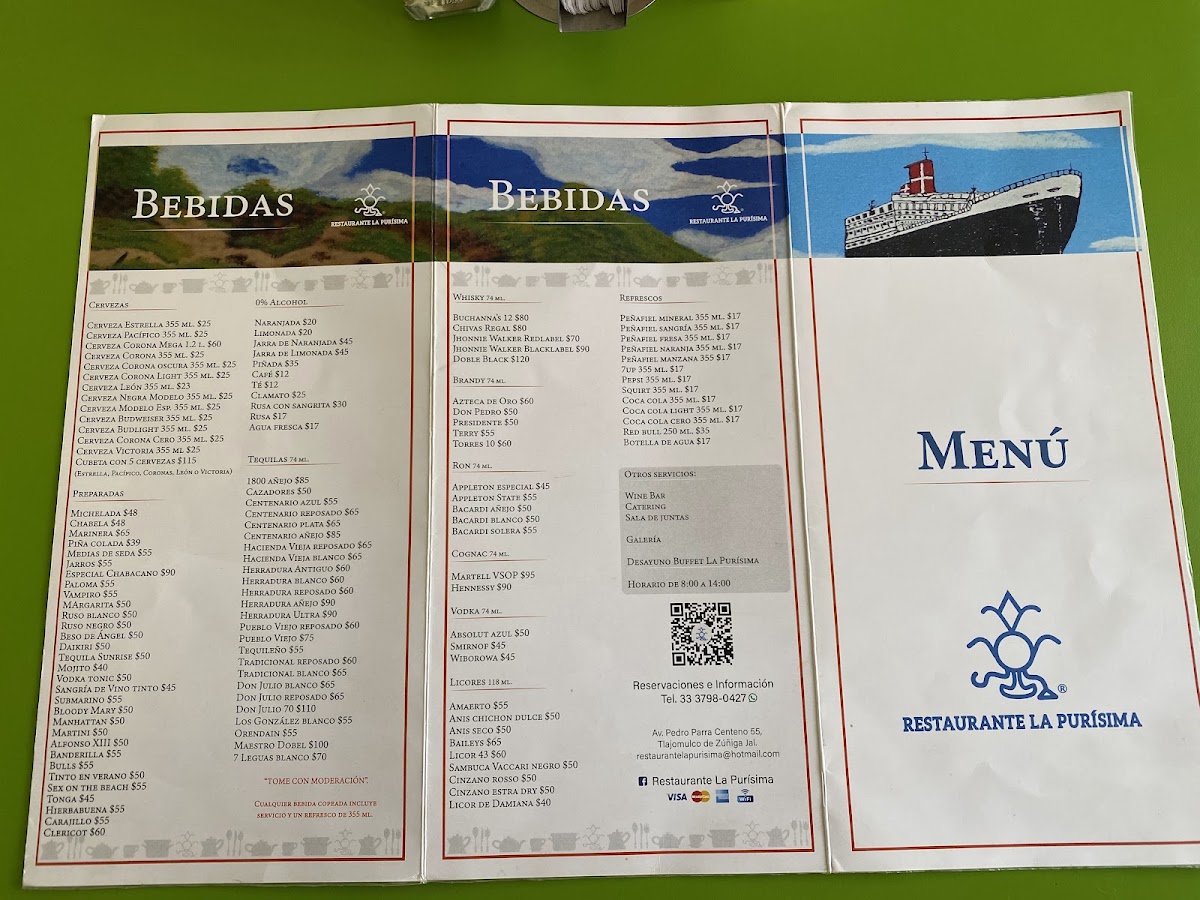 Bebidas
RESTAURANTE LA PURÍSIMA
Cervezas
Cerveza Estrella 355 ml. $25
Cerveza Pacífico 355 ml. $25
Cerveza Corona Mega 1.2 l. $60
Cerveza Corona 355 ml. $25
Cerveza Corona oscura 355 ml. $25
Cerveza Corona Light 355 ml. $25
Cerveza León 355 ml. $23
Cerveza Negra Modelo 355 ml. $25
Cerveza Modelo Esp. 355 ml. $25
Cerveza Budweiser 355 ml. $25
Cerveza Budlight 355 ml. $25
Cerveza Corona Cero 355 ml. $25
Cerveza Victoria 355 ml $25
Cubeta con 5 cervezas $115
(Estrella, Pacífico, Coronas, León o Victoria)
Preparadas
Michelada $48
Chabela $48
Marinera $65
Piña colada $39
Medias de seda $55
Jarros $55
Especial Chabacano $90
Paloma $55
Vampiro $55
MArgarita $50
Ruso blanco $50
Ruso negro $50
Beso de Ángel $50
Daikiri $50
Tequila Sunrise $50
Mojito $40
Vodka tonic $50
Sangría de Vino tinto $45
Submarino $55
Bloody Mary $50
Manhattan $50
Martini $50
Alfonso XIII $50
Banderilla $55
Bulls $55
Tinto en verano $50
Sex on the beach $55
Tonga $45
Hierbabuena $55
Carajillo $55
Clericot $60
0% Alcohol
Naranjada $20
Limonada $20
Jarra de Naranjada $45
Jarra de Limonada $45
Piñada $35
Café $12
Té $12
Clamato $25
Rusa con sangrita $30
Rusa $17
Agua fresca $17
Tequilas 74 ml.
1800 Añejo $85
Cazadores $50
Centenario azul $55
Centenario reposado $65
Centenario plata $65
Centenario añejo $85
Hacienda Vieja reposado $65
Hacienda Vieja blanco $65
Herradura Antiguo $60
Herradura blanco $60
Herradura reposado $60
Herradura añejo $90
Herradura Ultra $90
Pueblo Viejo reposado $60
Pueblo Viejo $75
Tequileño $55
Tradicional reposado $60
Tradicional blanco $65
Don Julio blanco $65
Don Julio reposado $65
Don Julio 70 $110
Los González blanco $55
Orendain $55
Maestro Dobel $100
7 Leguas blanco $70
"TOME CON MODERACIÓN".
Cualquier bebida copeada incluye
servicio y un refresco de 355 ml.
Bebidas
RESTAURANTE LA PURÍSIMA
Whisky 74 ml.
Buchanna's 12 $80
Chivas Regal $80
Jhonnie Walker Redlabel $70
Jhonnie Walker Blacklabel $90
Doble Black $120
Brandy 74 ml.
Azteca de Oro $60
Don Pedro $50
Presidente $50
Terry $55
Torres 10 $60
Ron 74 ml.
Appleton especial $45
Appleton State $55
Bacardi añejo $50
Bacardi blanco $50
Bacardi solera $55
Cognac 74 ml.
Martell VSOP $95
Hennessy $90
Vodka 74 ml.
Absolut azul $50
Smirnof $45
Wiborowa $45
Licores 118 ml.
Amaerto $55
Anis chichon dulce $50
Anis seco $50
Baileys $65
Licor 43 $60
Sambuca Vaccari negro $50
Cinzano rosso $50
Cinzano estra dry $50
Licor de Damiana $40
Refrescos
Peñafiel mineral 355 ml. $17
Peñafiel sangría 355 ml. $17
Peñafiel fresa 355 ml. $17
Peñafiel naranja 355 ml. $17
Peñafiel manzana 355 $17
7up 355 ml. $17
Pepsi 355 ml. $17
Squirt 355 ml. $17
Coca cola 355 ml. $17
Coca cola light 355 ml. $17
Coca cola cero 355 ml. $17
Red bull 250 ml. $35
Botella de agua $17
Otros servicios:
Wine Bar
Catering
Sala de juntas
Galería
Desayuno Buffet La Purísima
Horario de 8:00 a 14:00
Reservaciones e Información
Tel. 33 3798-0427
Av. Pedro Parra Centeno 55,
Tlajomulco de Zúñiga Jal.
restaurantelapurisima@hotmail.com
Restaurante La Purísima
VISA
WiFi
Menú
®
RESTAURANTE LA PURÍSIMA